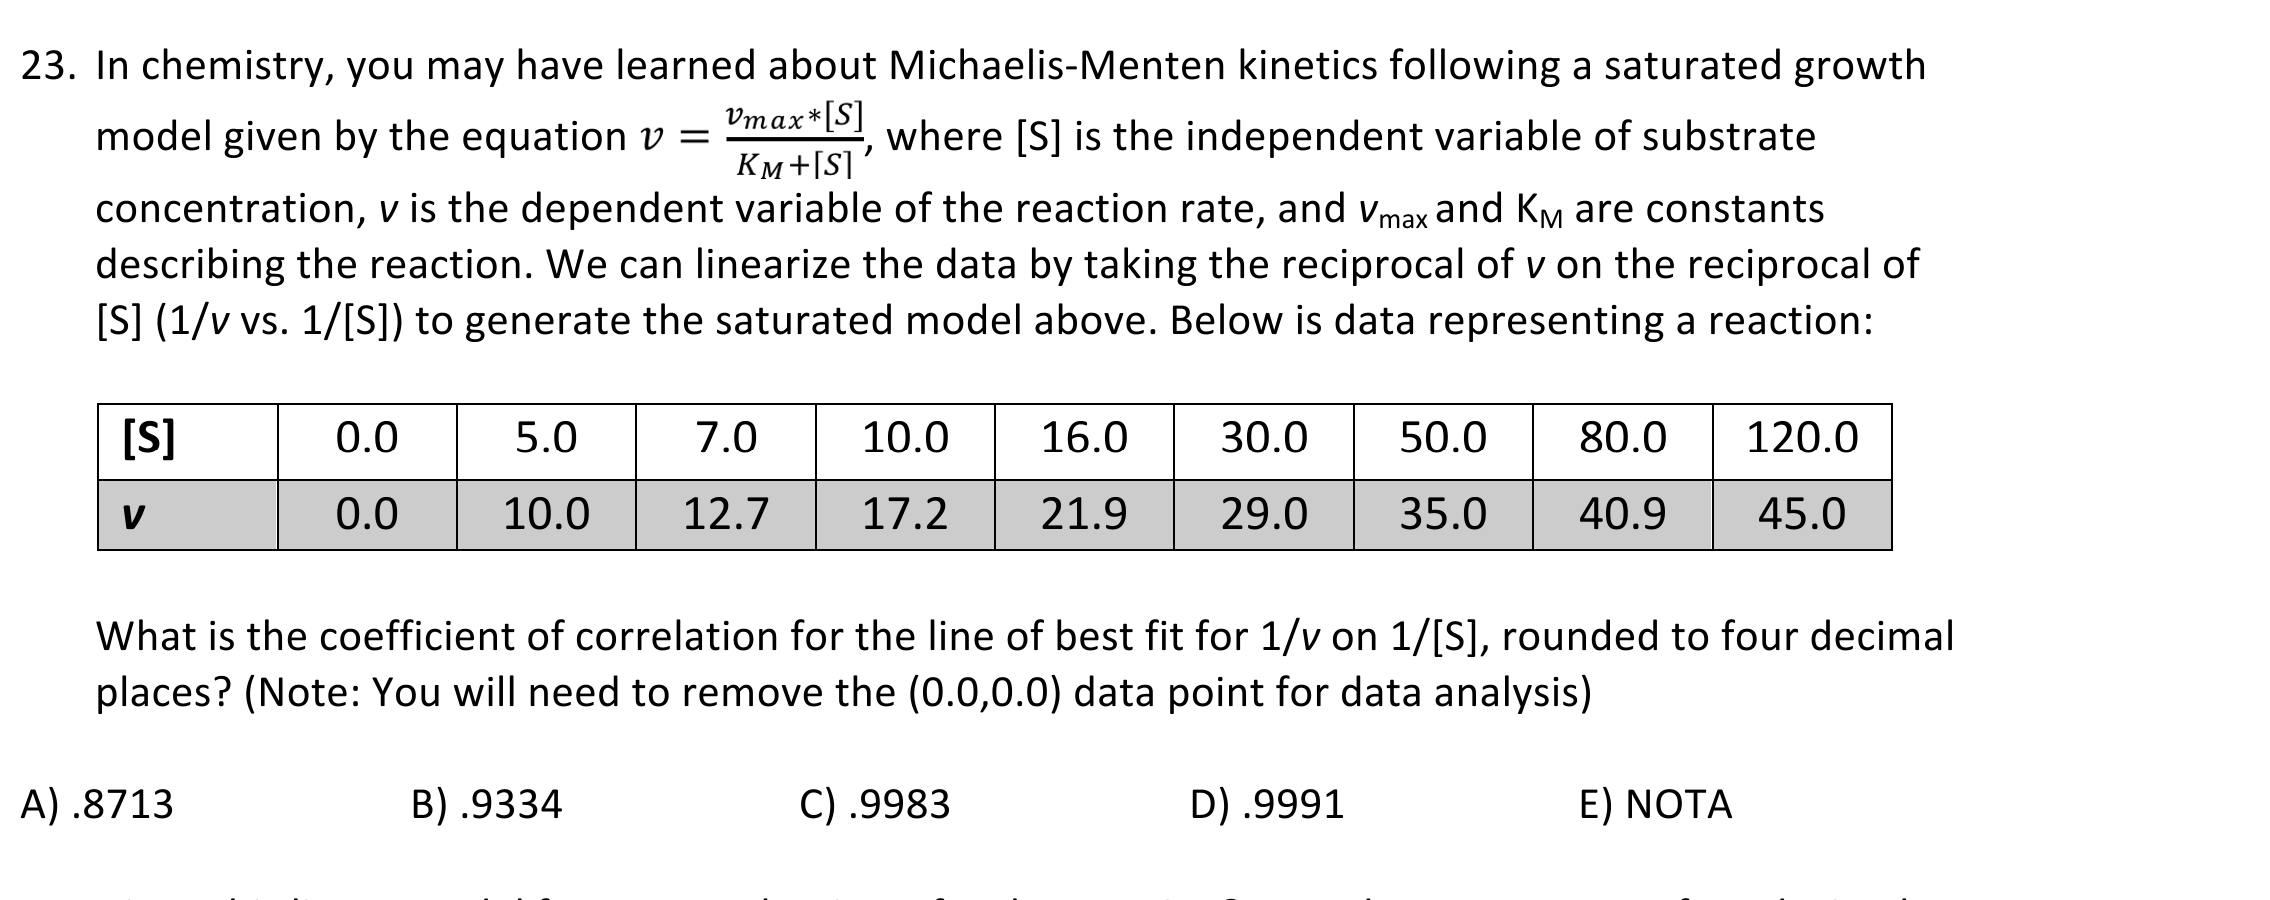 23. In chemistry, you may have learned about Michaelis-Menten kinetics following a saturated growth
model given by the equation v = v_max*[S] / K_M+[S], where [S] is the independent variable of substrate
concentration, v is the dependent variable of the reaction rate, and v_max and K_M are constants
describing the reaction. We can linearize the data by taking the reciprocal of v on the reciprocal of
[S] (1/v vs. 1/[S]) to generate the saturated model above. Below is data representing a reaction:
[S] 0.0 5.0 7.0 10.0 16.0 30.0 50.0 80.0 120.0
v 0.0 10.0 12.7 17.2 21.9 29.0 35.0 40.9 45.0
What is the coefficient of correlation for the line of best fit for 1/v on 1/[S], rounded to four decimal
places? (Note: You will need to remove the (0.0,0.0) data point for data analysis)
A) .8713 B) .9334 C) .9983 D) .9991 E) NOTA